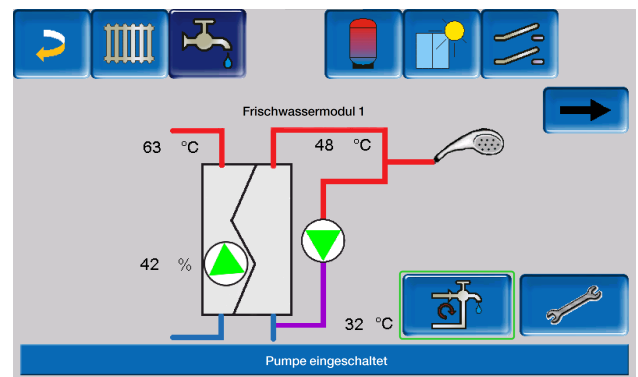 Frischwassermodul 1
63 °C
48 °C
42 %
32 °C
Pumpe eingeschaltet